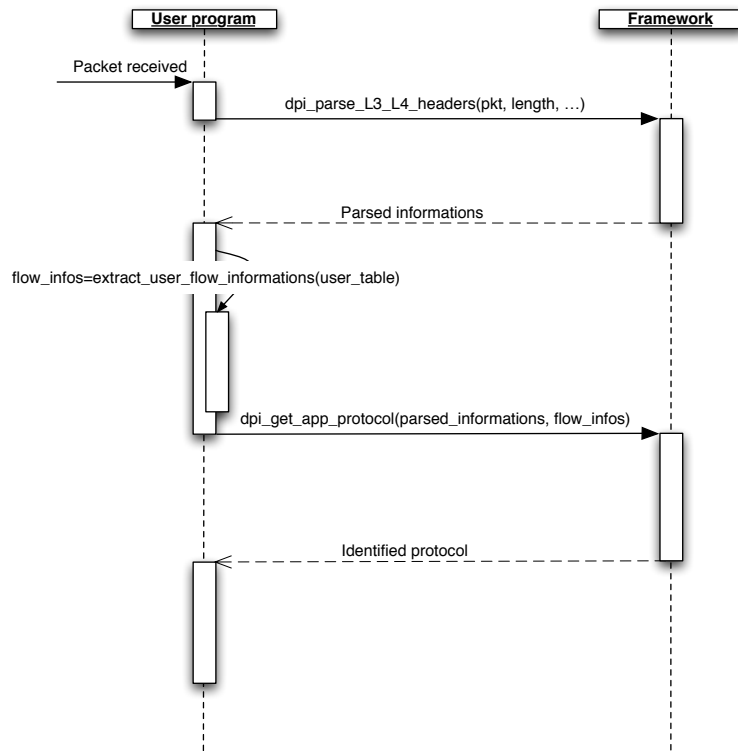 User program
Framework
Packet received
dpi_parse_L3_L4_headers(pkt, length, …)
Parsed informations
flow_infos=extract_user_flow_informations(user_table)
dpi_get_app_protocol(parsed_informations, flow_infos)
Identified protocol